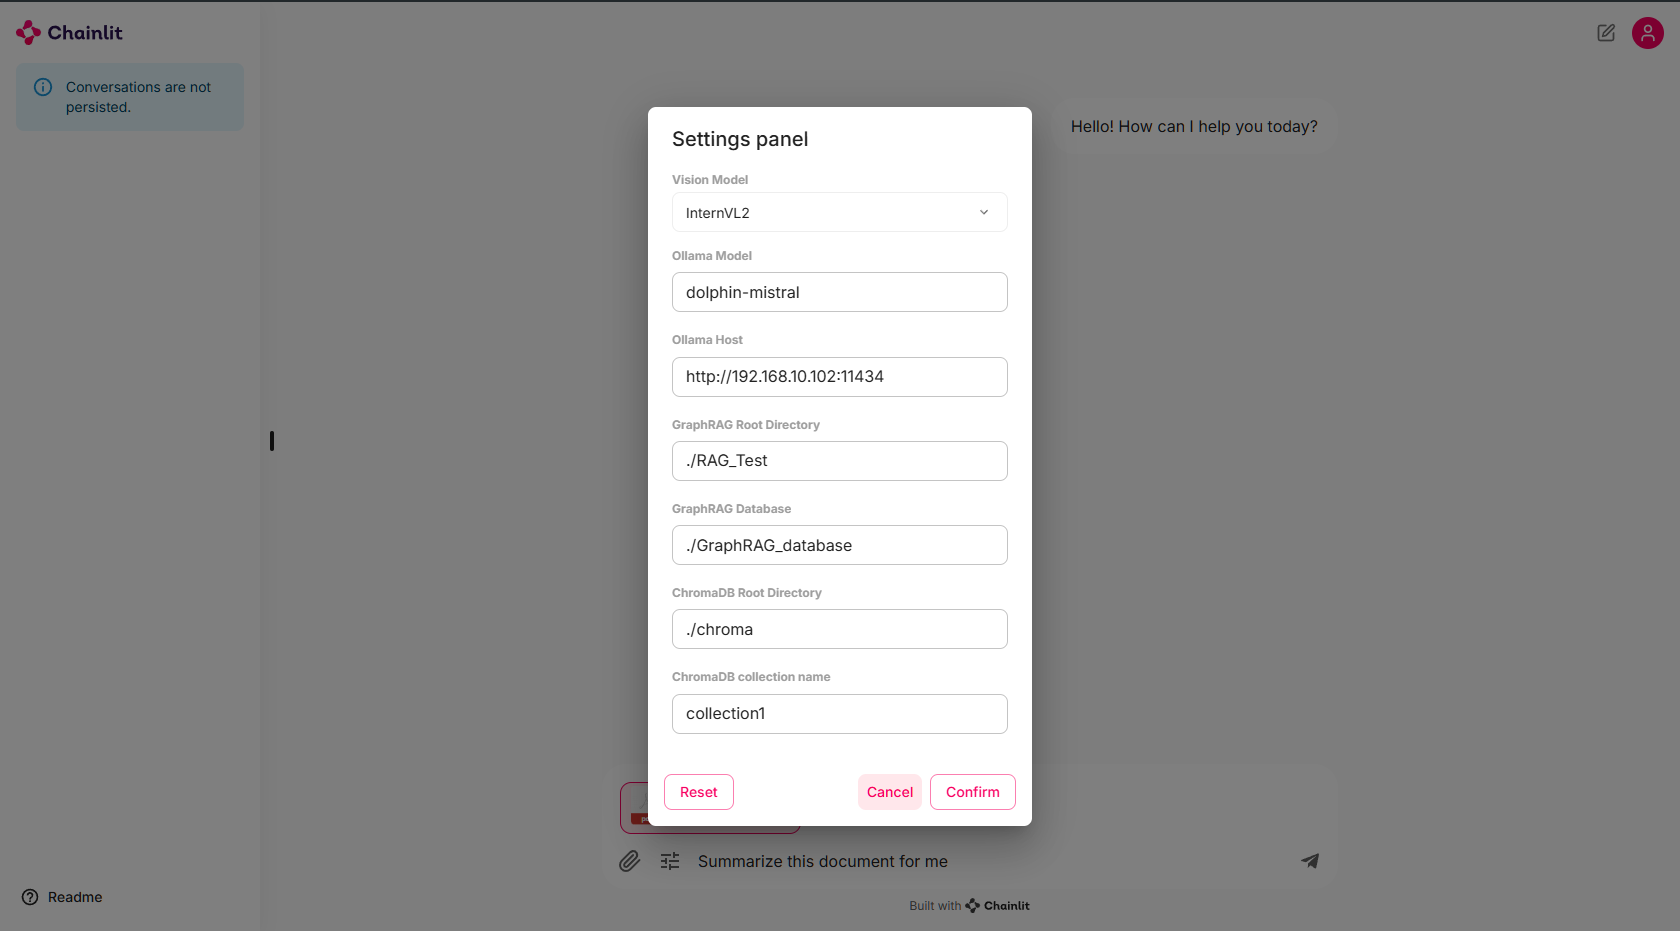 Chainlit
Conversations are not
persisted.
Hello! How can I help you today?
Settings panel
Vision Model
InternVL2
Ollama Model
dolphin-mistral
Ollama Host
http://192.168.10.102:11434
GraphRAG Root Directory
./RAG_Test
GraphRAG Database
./GraphRAG_database
ChromaDB Root Directory
./chroma
ChromaDB collection name
collection1
Reset
Cancel
Confirm
Summarize this document for me
Readme
Built with Chainlit